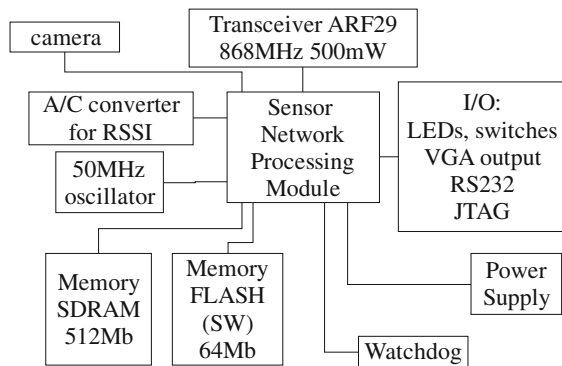 camera
Transceiver ARF29
868MHz 500mW
A/C converter
for RSSI
50MHz
oscillator
Sensor
Network
Processing
Module
I/O:
LEDs, switches
VGA output
RS232
JTAG
Memory
SDRAM
512Mb
Memory
FLASH
(SW)
64Mb
Watchdog
Power
Supply